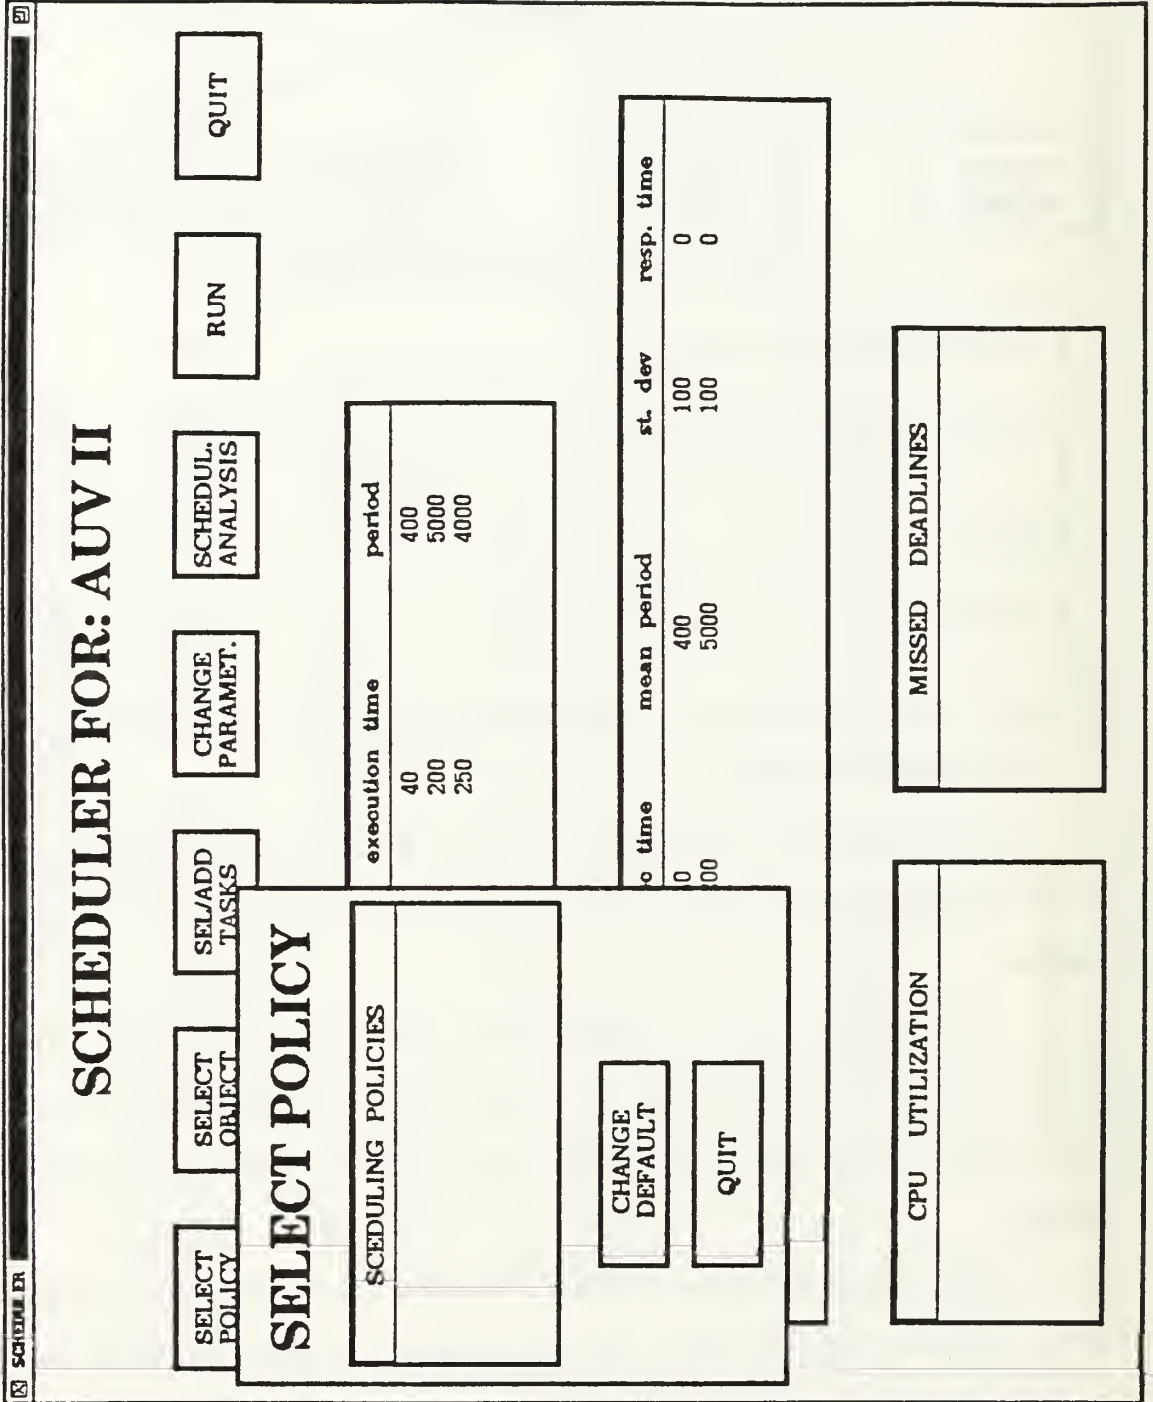 SCHEDULER
SCHEDULER FOR: AUV II
SELECT
POLICY
SELECT
OBJECT
SEL/ADD
TASKS
CHANGE
PARAMET.
SCHEDUL.
ANALYSIS
RUN
QUIT
SELECT POLICY
SCEDULING POLICIES
CHANGE
DEFAULT
QUIT
execution time period
40 400
200 5000
250 4000
time mean period st. dev resp. time
400 100 0
5000 100 0
CPU UTILIZATION
MISSED DEADLINES